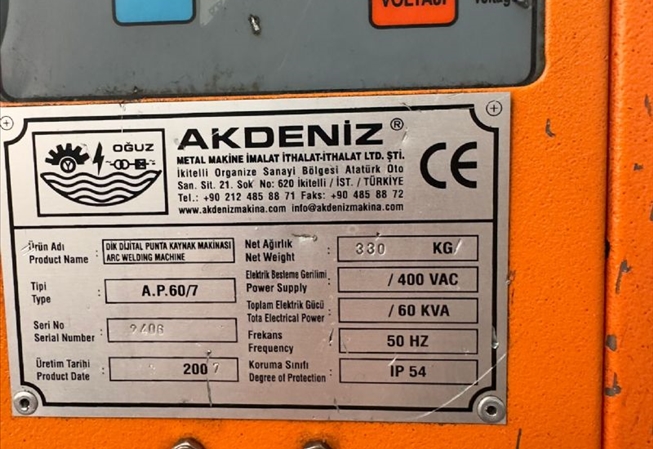 VOLTAJI
OĞUZ
AKDENİZ ®
METAL MAKİNE İMALAT İTHALAT-İTHALAT LTD. ŞTİ.
İkitelli Organize Sanayi Bölgesi Atatürk Oto
San. Sit. 21. Sok No: 620 İkitelli / İST. / TÜRKİYE
Tel.: +90 212 485 88 71 Faks: +90 485 88 72
www.akdenizmakina.com info@akdenizmakina.com
CE
Ürün Adı
Product Name :
DİK DİJİTAL PUNTA KAYNAK MAKİNASI
ARC WELDING MACHINE
Tipi
Type : A.P.60/7
Seri No
Serial Number :
Üretim Tarihi
Product Date : 2007
Net Ağırlık
Net Weight : 330 KG/
Elektrik Besteme Gerilimi
Power Supply : / 400 VAC
Toplam Elektrik Gücü
Tota Electrical Power : / 60 KVA
Frekans
Frequency : 50 HZ
Koruma Sınıfı
Degree of Protection : IP 54